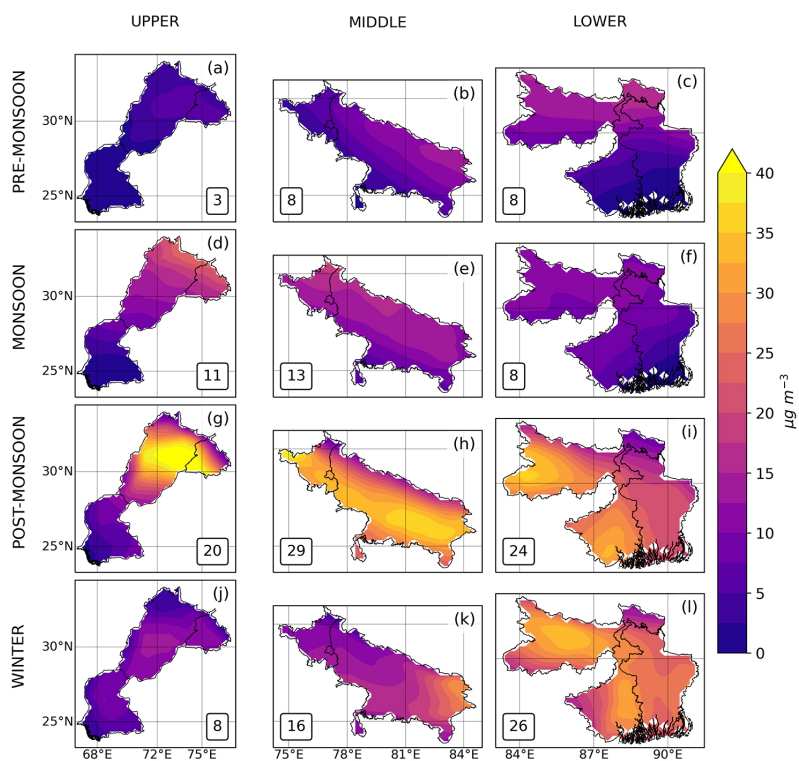 UPPER MIDDLE LOWER
PRE-MONSOON
(a) (b) (c)
30°N
25°N
3 8 8
MONSOON
(d) (e) (f)
30°N
25°N
11 13 8
POST-MONSOON
(g) (h) (i)
30°N
25°N
20 29 24
WINTER
(j) (k) (l)
30°N
25°N
8 16 26
68°E 72°E 75°E 75°E 78°E 81°E 84°E 84°E 87°E 90°E
40
35
30
25
20
15
10
5
0
μg m⁻³